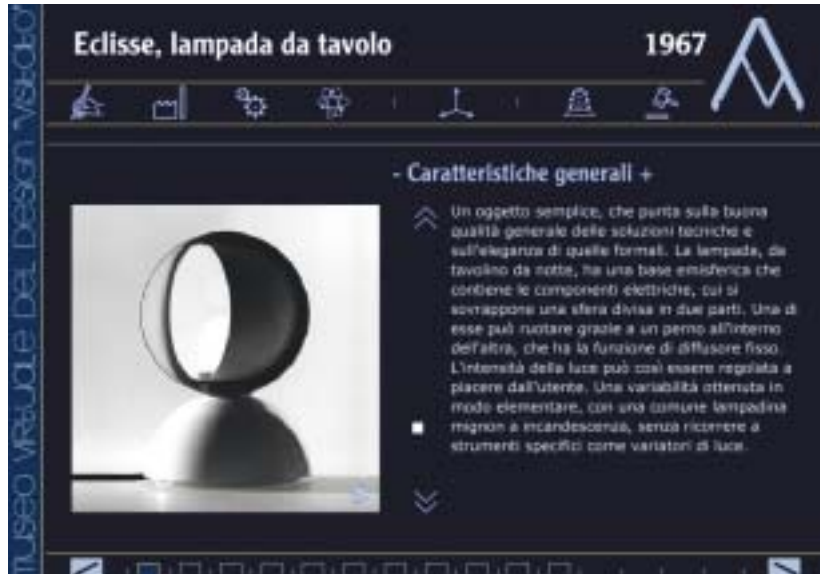 Eclisse, lampada da tavolo
1967
- Caratteristiche generali +
Un oggetto semplice, che punta sulla buona
qualità generale delle soluzioni tecniche e
sull'eleganza di quelle formali. La lampada, da
tavolino da notte, ha una base emisferica che
contiene le componenti elettriche, cui si
sovrappone una sfera divisa in due parti. Una di
esse può ruotare grazie a un perno all'interno
dell'altra, che ha la funzione di diffusore fisso.
L'intensità della luce può così essere regolata a
piacere dall'utente. Una variabilità ottenuta in
modo elementare, con una comune lampadina
mignon a incandescenza, senza ricorrere a
strumenti specifici come variatori di luce.
museo virtuale del design